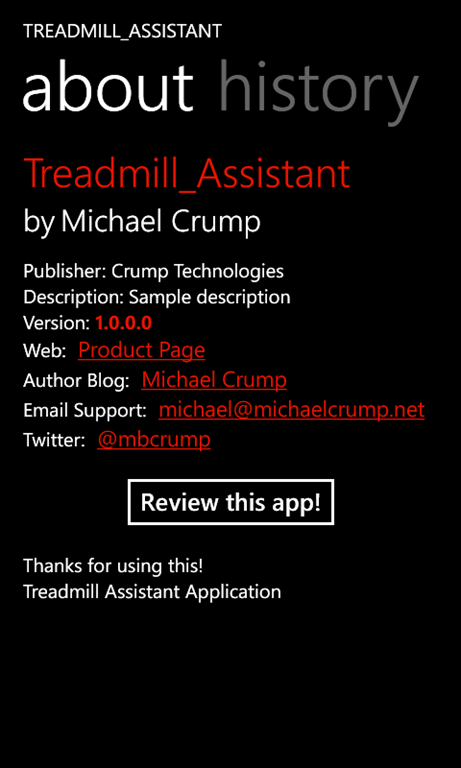 TREADMILL_ASSISTANT
about history
Treadmill_Assistant
by Michael Crump
Publisher: Crump Technologies
Description: Sample description
Version: 1.0.0.0
Web: Product Page
Author Blog: Michael Crump
Email Support: michael@michaelcrump.net
Twitter: @mbcrump
Review this app!
Thanks for using this!
Treadmill Assistant Application